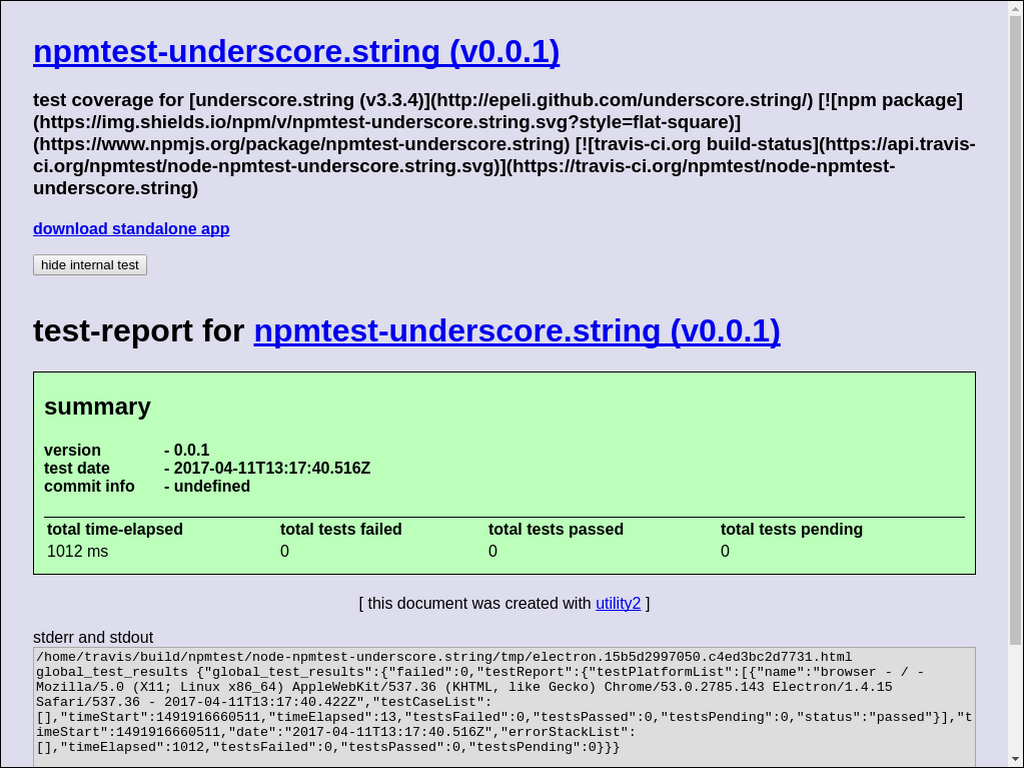 npmtest-underscore.string (v0.0.1)
test coverage for [underscore.string (v3.3.4)](http://epeli.github.com/underscore.string/) [![npm package]
(https://img.shields.io/npm/v/npmtest-underscore.string.svg?style=flat-square)]
(https://www.npmjs.org/package/npmtest-underscore.string) [![travis-ci.org build-status](https://api.travis-
ci.org/npmtest/node-npmtest-underscore.string.svg)](https://travis-ci.org/npmtest/node-npmtest-
underscore.string)
download standalone app
hide internal test
test-report for npmtest-underscore.string (v0.0.1)
summary
version - 0.0.1
test date - 2017-04-11T13:17:40.516Z
commit info - undefined
total time-elapsed total tests failed total tests passed total tests pending
1012 ms 0 0 0
[ this document was created with utility2 ]
stderr and stdout
/home/travis/build/npmtest/node-npmtest-underscore.string/tmp/electron.15b5d2997050.c4ed3bc2d7731.html
global_test_results {"global_test_results":{"failed":0,"testReport":{"testPlatformList":[{"name":"browser - / -
Mozilla/5.0 (X11; Linux x86_64) AppleWebKit/537.36 (KHTML, like Gecko) Chrome/53.0.2785.143 Electron/1.4.15
Safari/537.36 - 2017-04-11T13:17:40.422Z","testCaseList":
[],"timeStart":1491916660511,"timeElapsed":13,"testsFailed":0,"testsPassed":0,"testsPending":0,"status":"passed"}],"t
imeStart":1491916660511,"date":"2017-04-11T13:17:40.516Z","errorStackList":
[],"timeElapsed":1012,"testsFailed":0,"testsPassed":0,"testsPending":0}}}